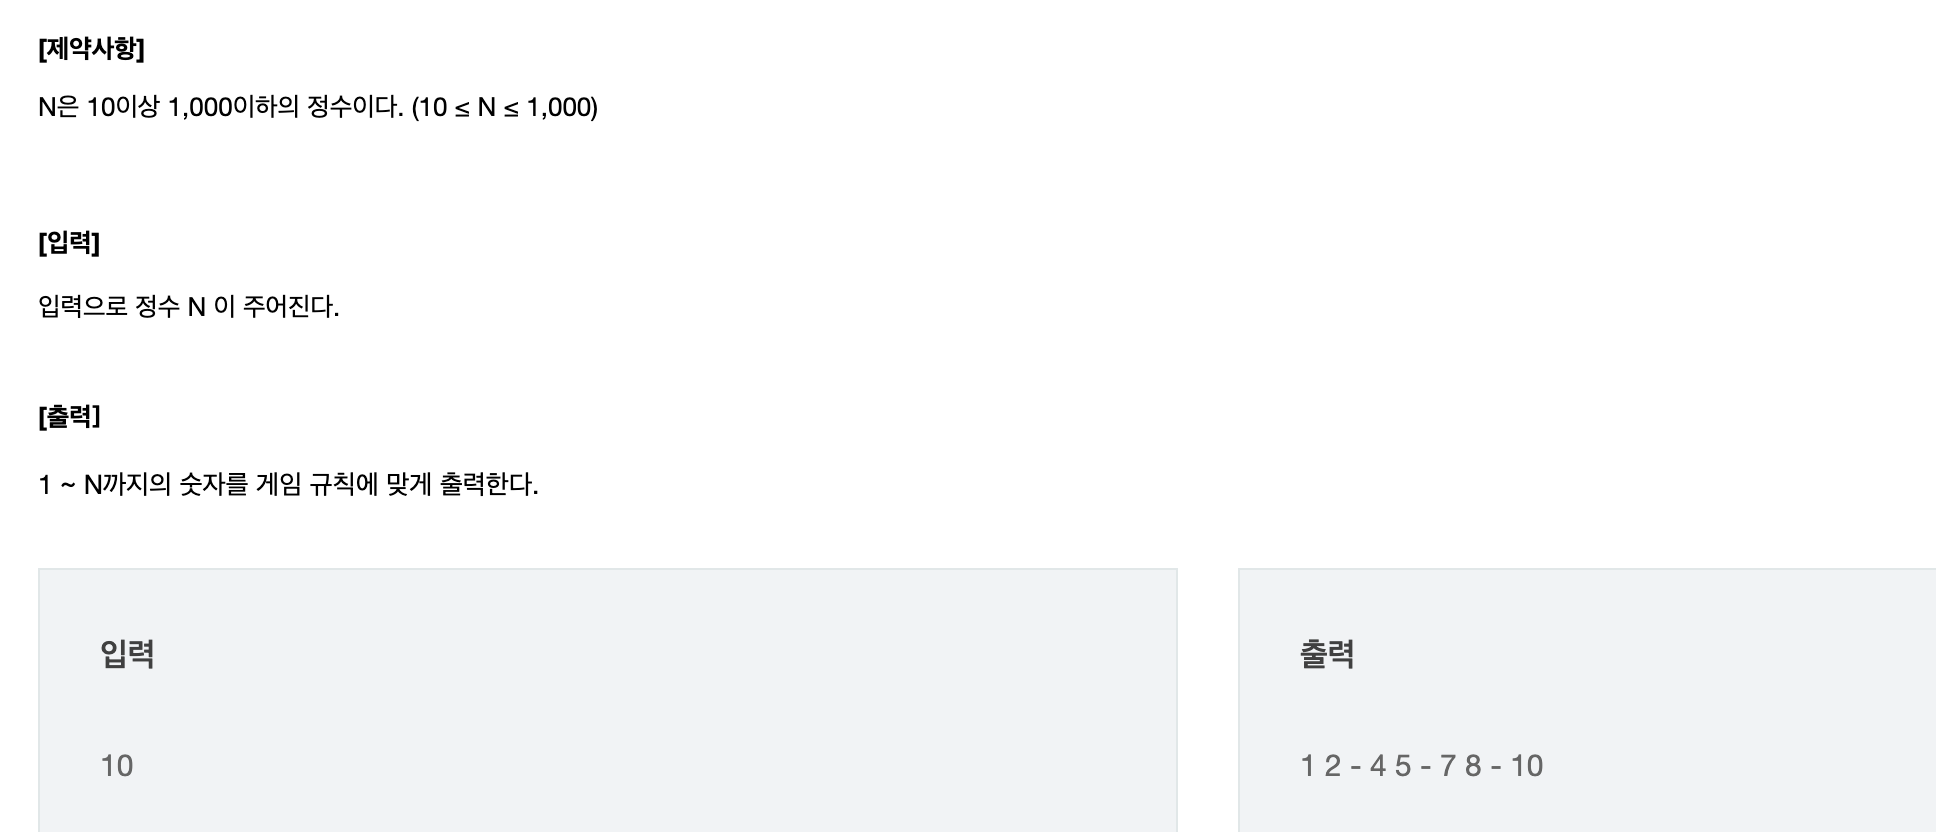 [제약사항]
N은 10이상 1,000이하의 정수이다. (10 ≤ N ≤ 1,000)
[입력]
입력으로 정수 N 이 주어진다.
[출력]
1 ~ N까지의 숫자를 게임 규칙에 맞게 출력한다.
입력
10
출력
1 2 - 4 5 - 7 8 - 10